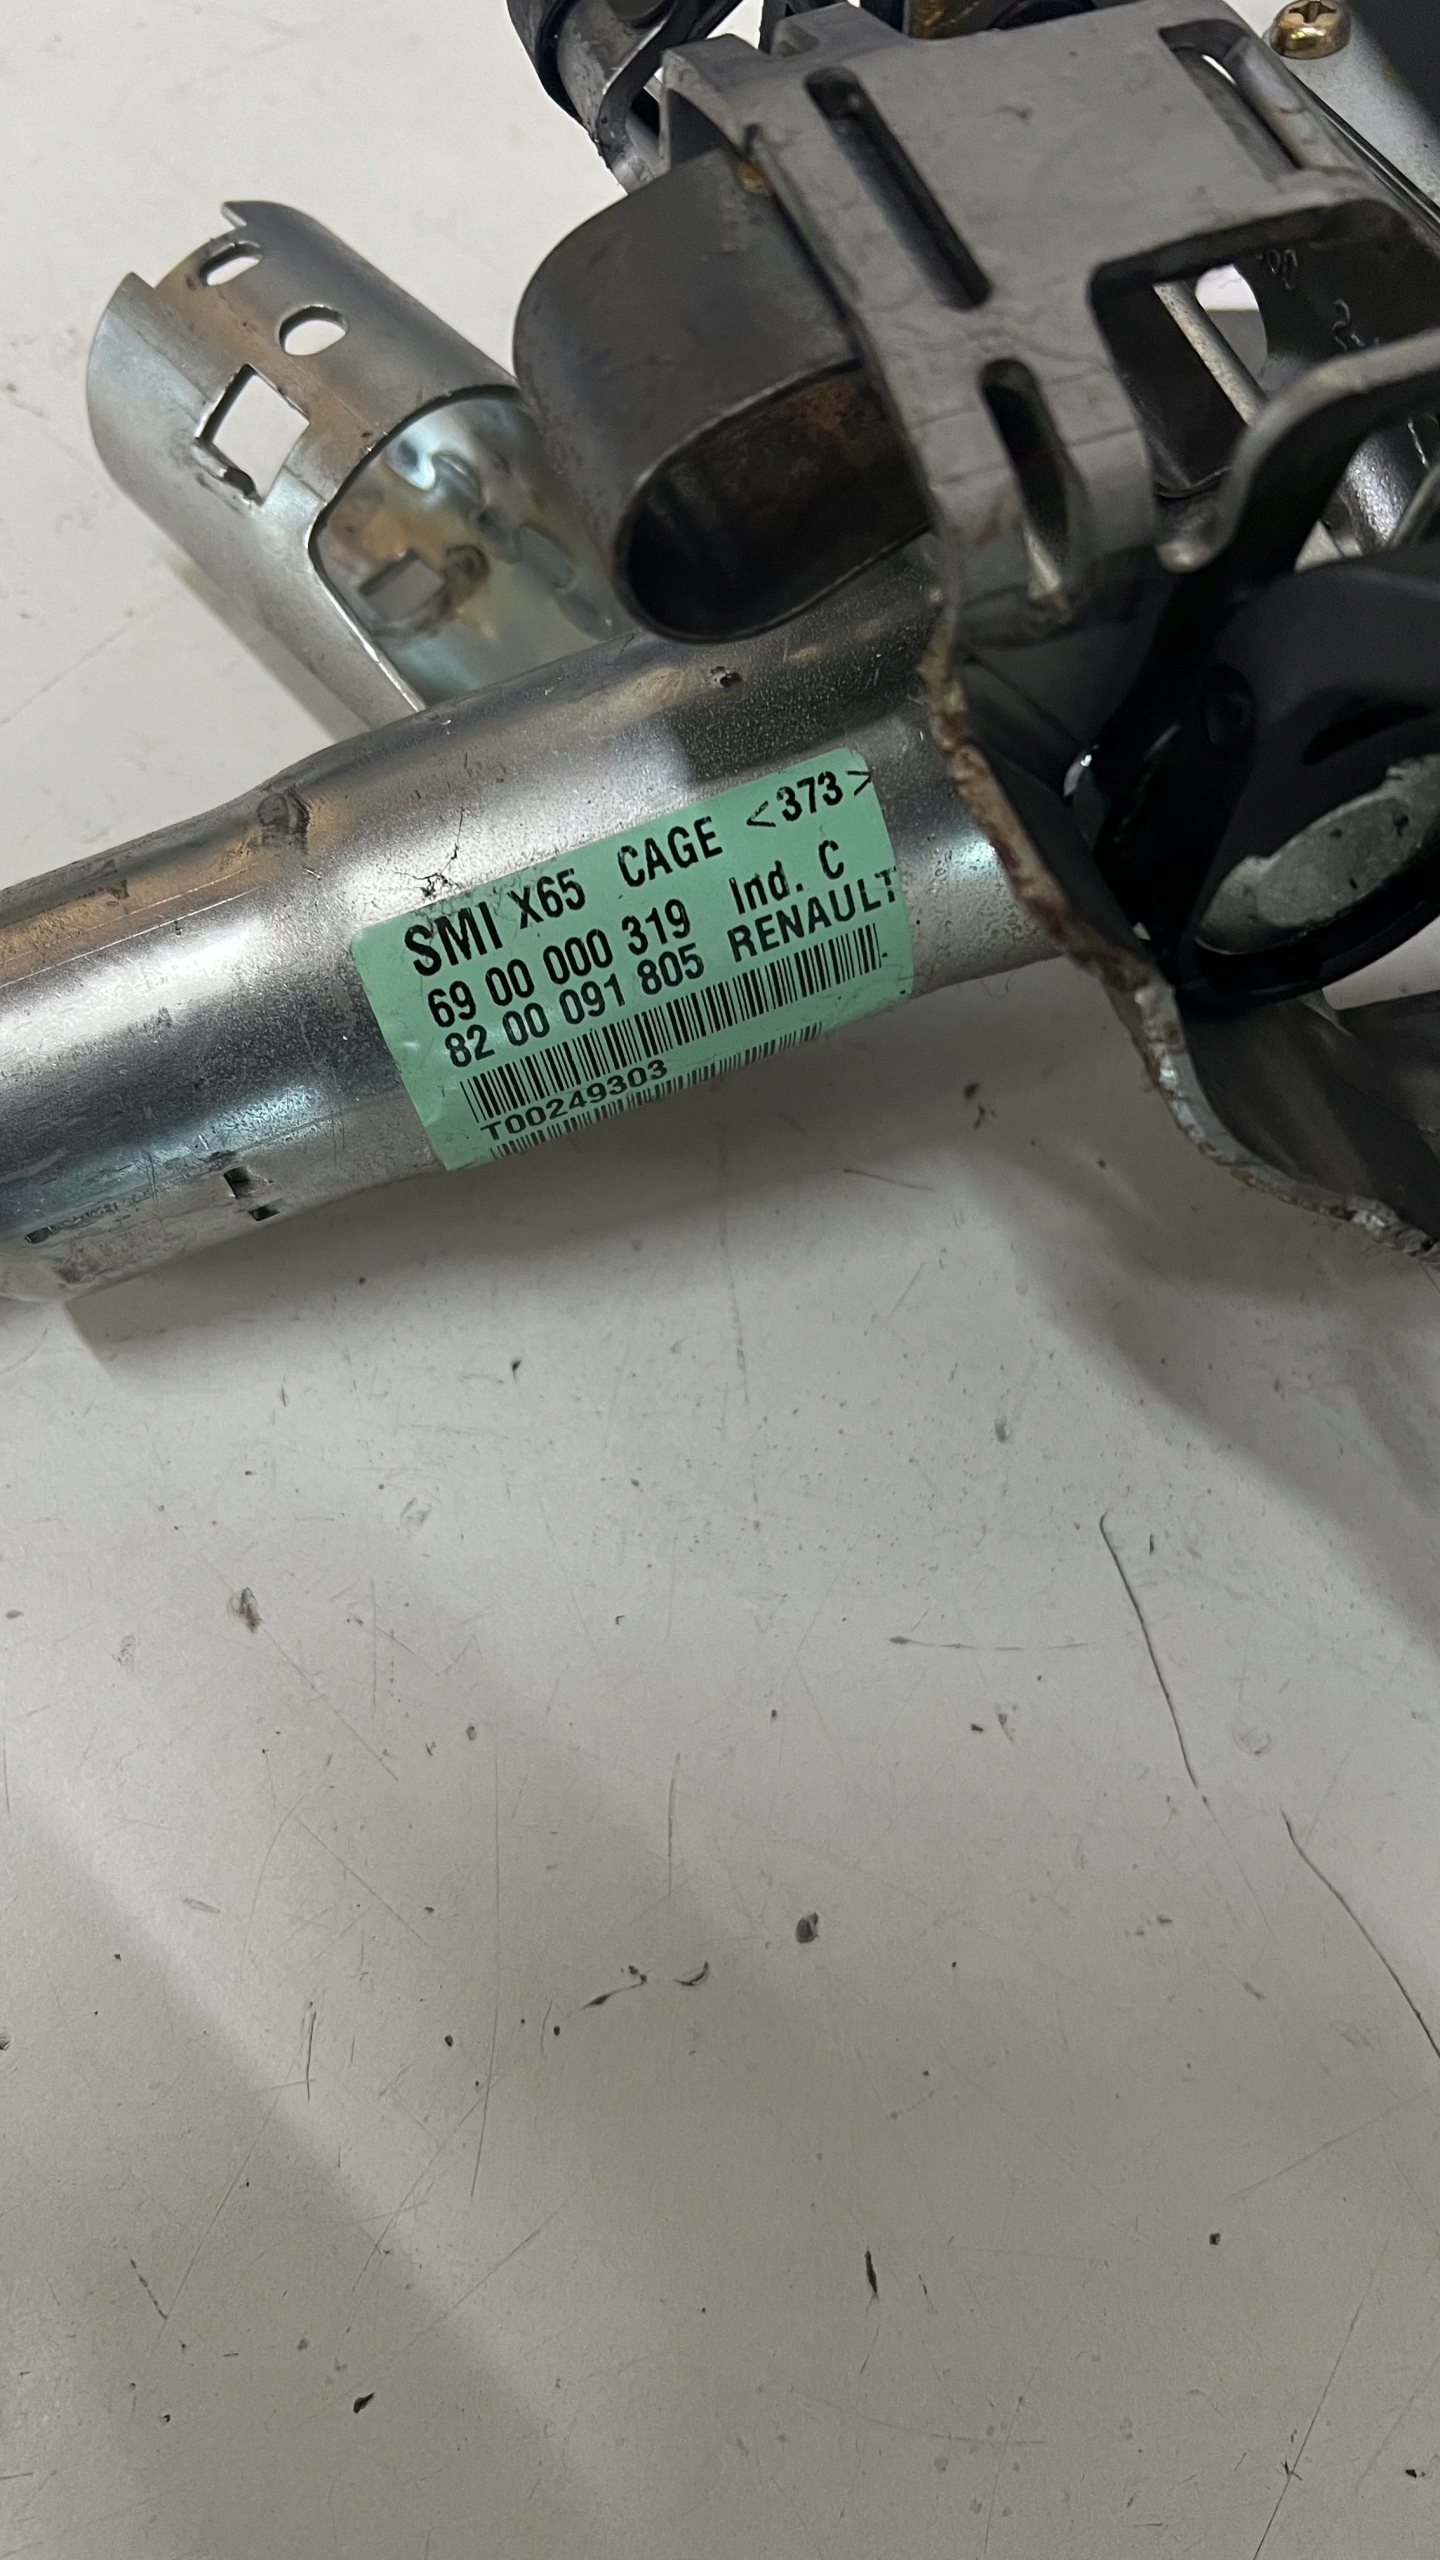 SMI X65 CAGE <373>
69 00 000 319 Ind. C
82 00 091 805 RENAULT
T00249303